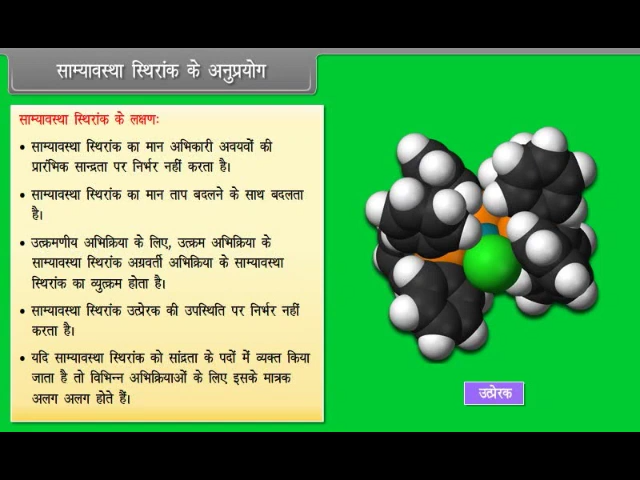 साम्यावस्था स्थिरांक के अनुप्रयोग
साम्यावस्था स्थिरांक के लक्षणः
• साम्यावस्था स्थिरांक का मान अभिकारी अवयवों की
प्रारंभिक सान्द्रता पर निर्भर नहीं करता है।
• साम्यावस्था स्थिरांक का मान ताप बदलने के साथ बदलता
है।
• उत्क्रमणीय अभिक्रिया के लिए, उत्क्रम अभिक्रिया के
साम्यावस्था स्थिरांक अग्रवर्ती अभिक्रिया के साम्यावस्था
स्थिरांक का व्युत्क्रम होता है।
• साम्यावस्था स्थिरांक उत्प्रेरक की उपस्थिति पर निर्भर नहीं
करता है।
• यदि साम्यावस्था स्थिरांक को सांद्रता के पदों में व्यक्त किया
जाता है तो विभिन्न अभिक्रियाओं के लिए इसके मात्रक
अलग अलग होते हैं।
उत्प्रेरक